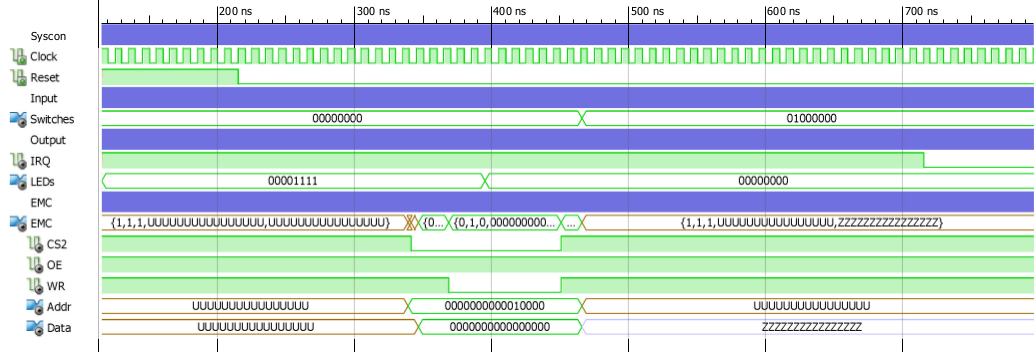 200 ns 300 ns 400 ns 500 ns 600 ns 700 ns
Syscon
Clock
Reset
Input
Switches 00000000 01000000
Output
IRQ
LEDs 00001111 00000000
EMC
EMC {1,1,1,UUUUUUUUUUUUUUUU,UUUUUUUUUUUUUUUU} {0... {0,1,0,000000000... ... {1,1,1,UUUUUUUUUUUUUUUU,ZZZZZZZZZZZZZZZZ}
CS2
OE
WR
Addr UUUUUUUUUUUUUUUU 0000000000010000 UUUUUUUUUUUUUUUU
Data UUUUUUUUUUUUUUUU 0000000000000000 ZZZZZZZZZZZZZZZZ